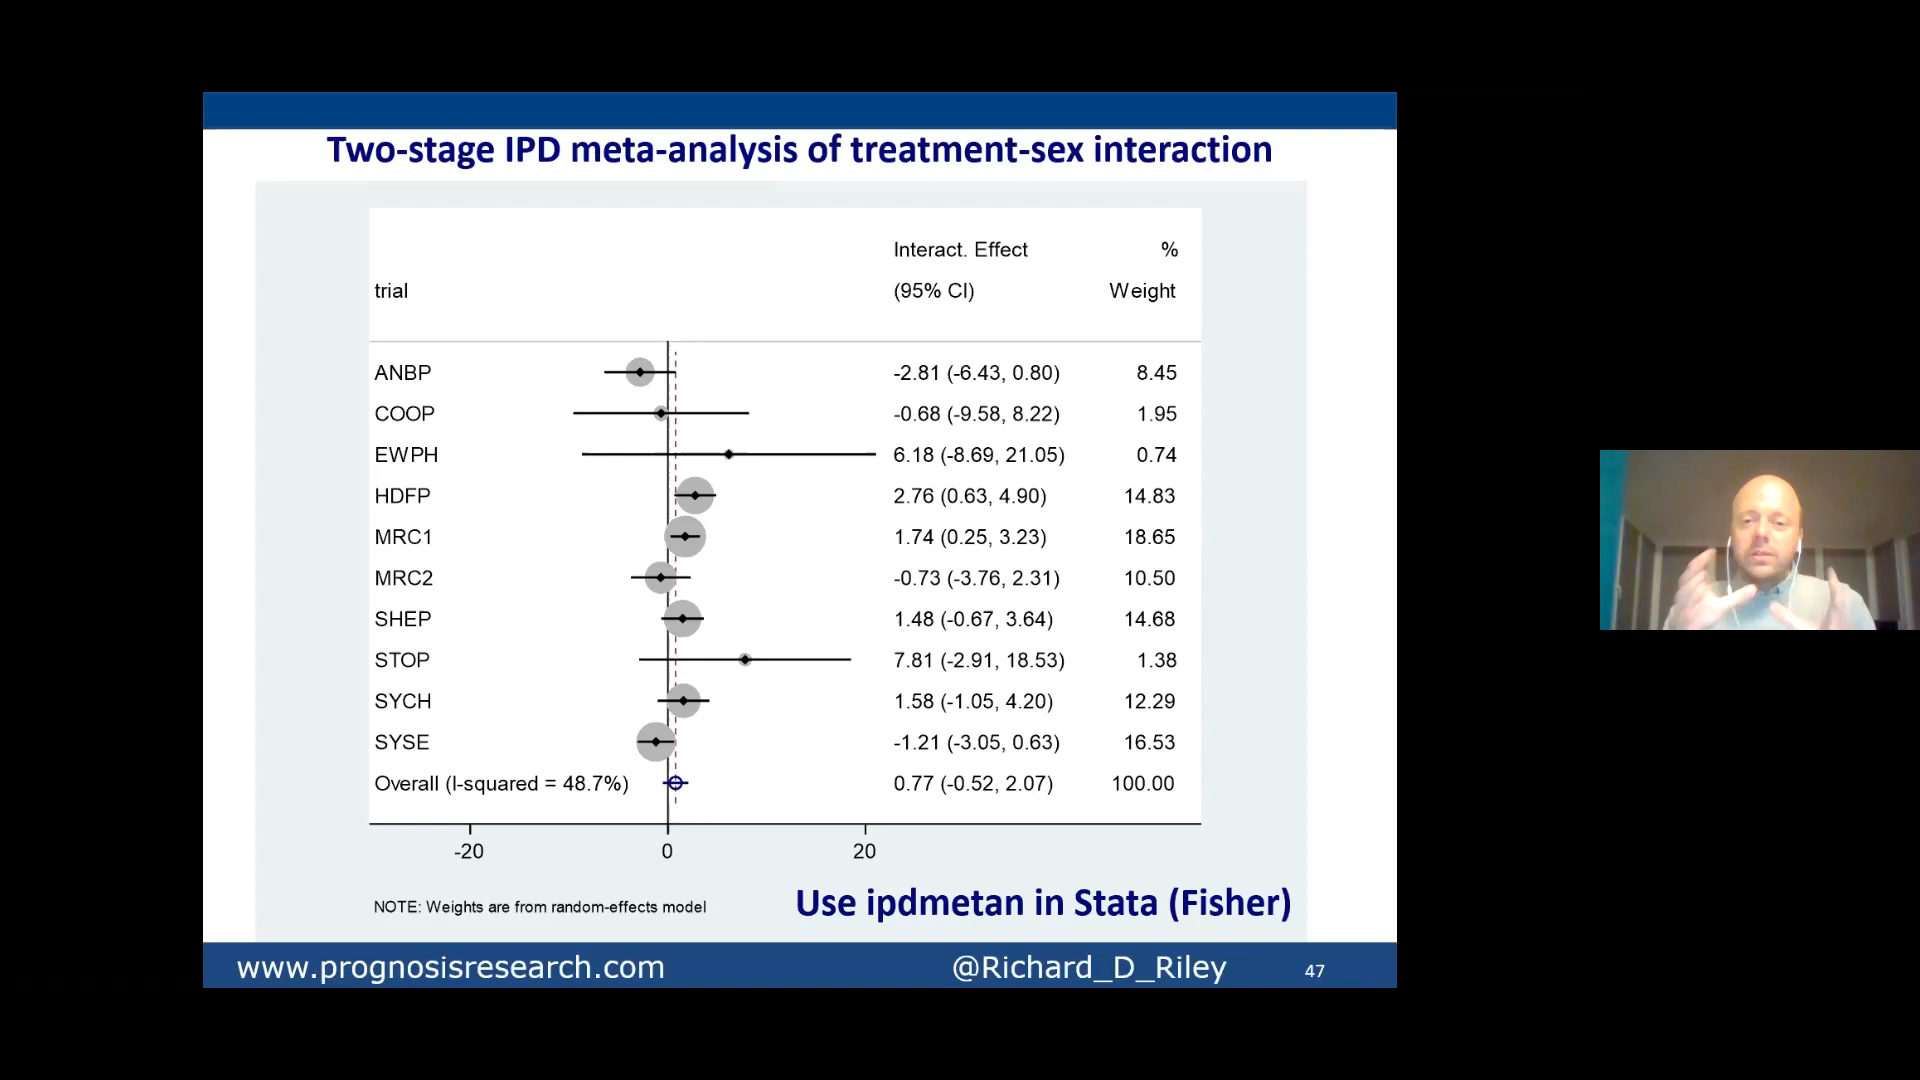 Two-stage IPD meta-analysis of treatment-sex interaction
Interact. Effect %
trial (95% CI) Weight
ANBP -2.81 (-6.43, 0.80) 8.45
COOP -0.68 (-9.58, 8.22) 1.95
EWPH 6.18 (-8.69, 21.05) 0.74
HDFP 2.76 (0.63, 4.90) 14.83
MRC1 1.74 (0.25, 3.23) 18.65
MRC2 -0.73 (-3.76, 2.31) 10.50
SHEP 1.48 (-0.67, 3.64) 14.68
STOP 7.81 (-2.91, 18.53) 1.38
SYCH 1.58 (-1.05, 4.20) 12.29
SYSE -1.21 (-3.05, 0.63) 16.53
Overall (I-squared = 48.7%) 0.77 (-0.52, 2.07) 100.00
-20 0 20
NOTE: Weights are from random-effects model
Use ipdmetan in Stata (Fisher)
www.prognosisresearch.com @Richard_D_Riley 47